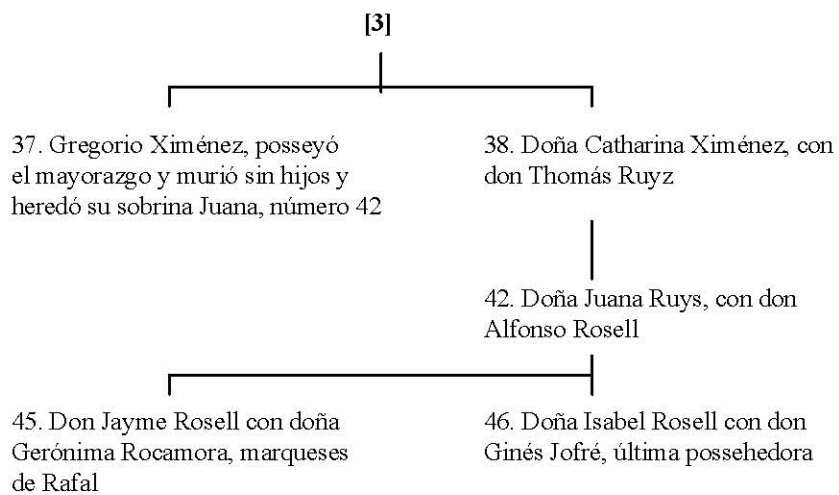 [3]
37. Gregorio Ximénez, posseyó
el mayorazgo y murió sin hijos y
heredó su sobrina Juana, número 42
38. Doña Catharina Ximénez, con
don Thomás Ruyz
42. Doña Juana Ruys, con don
Alfonso Rosell
45. Don Jayme Rosell con doña
Gerónima Rocamora, marqueses
de Rafal
46. Doña Isabel Rosell con don
Ginés Jofré, última possehedora